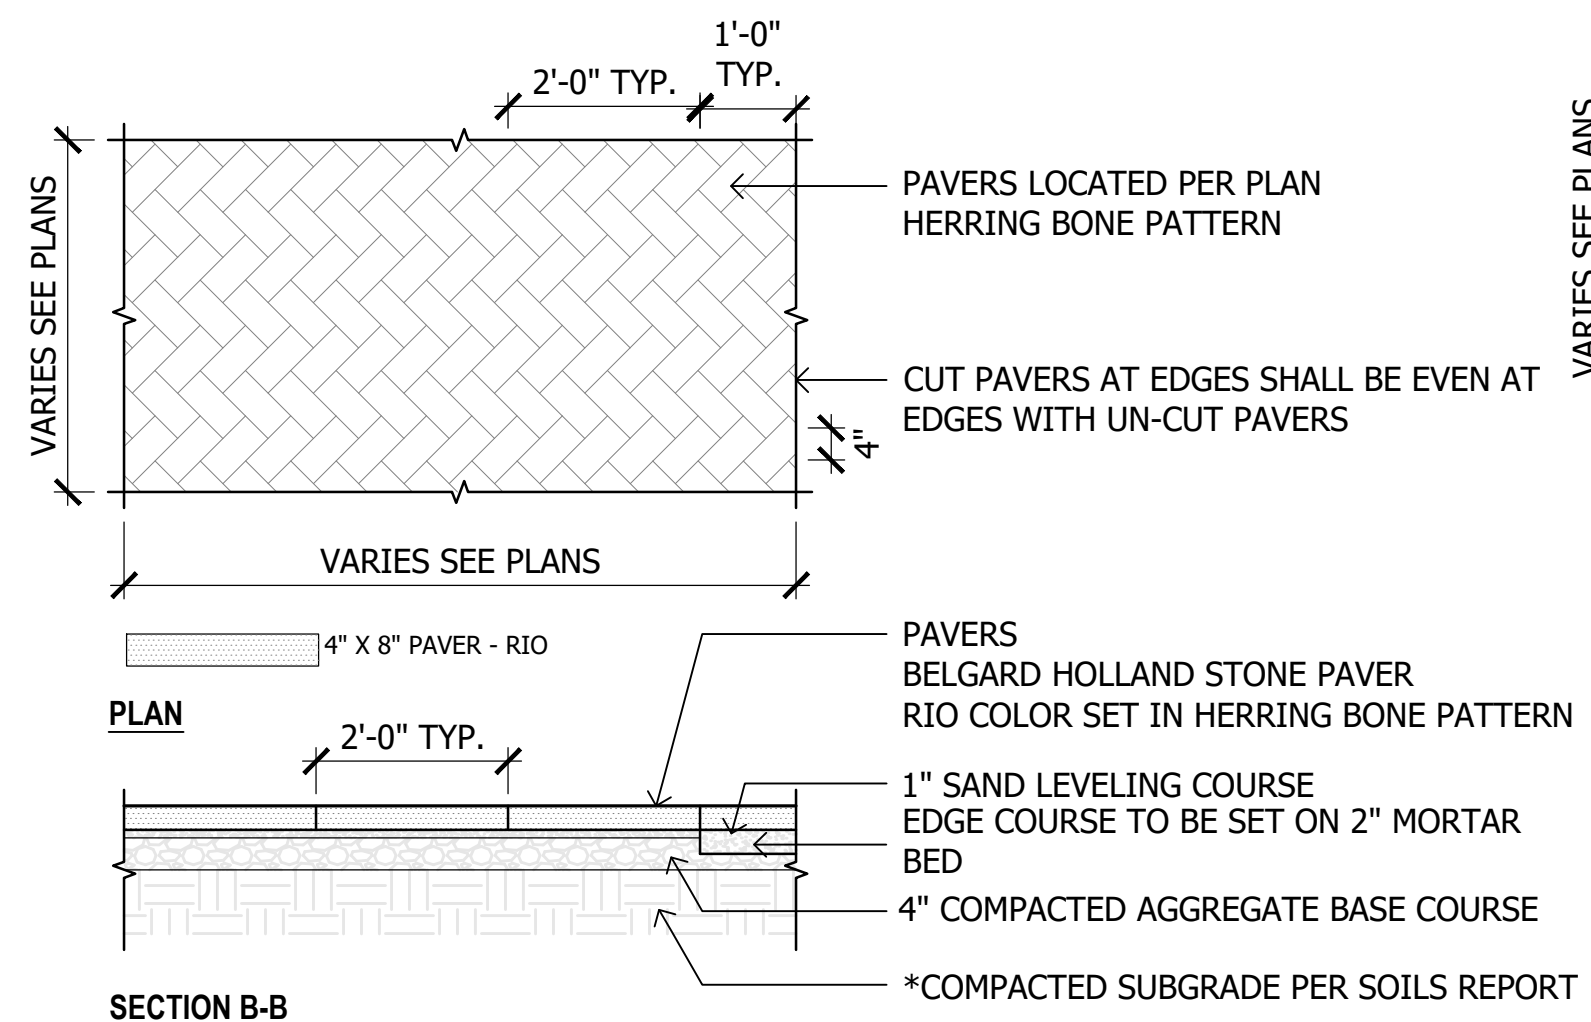 1'-0"
TYP.
2'-0" TYP.
VARIES SEE PLANS
PAVERS LOCATED PER PLAN
HERRING BONE PATTERN
VARIES SEE PLANS
CUT PAVERS AT EDGES SHALL BE EVEN AT
EDGES WITH UN-CUT PAVERS
4"
VARIES SEE PLANS
4" X 8" PAVER - RIO
PLAN
PAVERS
BELGARD HOLLAND STONE PAVER
RIO COLOR SET IN HERRING BONE PATTERN
2'-0" TYP.
1" SAND LEVELING COURSE
EDGE COURSE TO BE SET ON 2" MORTAR
BED
4" COMPACTED AGGREGATE BASE COURSE
*COMPACTED SUBGRADE PER SOILS REPORT
SECTION B-B